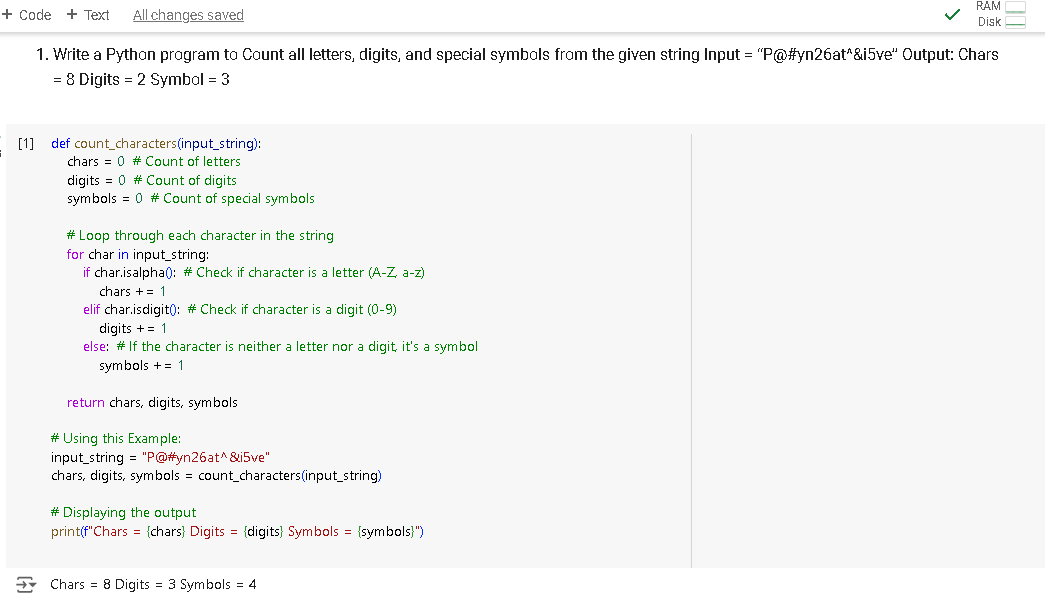 + Code + Text All changes saved RAM
Disk
1. Write a Python program to Count all letters, digits, and special symbols from the given string Input = “P@#yn26at^&i5ve” Output: Chars
= 8 Digits = 2 Symbol = 3
[1] def count_characters(input_string):
chars = 0 # Count of letters
digits = 0 # Count of digits
symbols = 0 # Count of special symbols
# Loop through each character in the string
for char in input_string:
if char.isalpha(): # Check if character is a letter (A-Z, a-z)
chars += 1
elif char.isdigit(): # Check if character is a digit (0-9)
digits += 1
else: # If the character is neither a letter nor a digit, it's a symbol
symbols += 1
return chars, digits, symbols
# Using this Example:
input_string = "P@#yn26at^&i5ve"
chars, digits, symbols = count_characters(input_string)
# Displaying the output
print(f"Chars = {chars} Digits = {digits} Symbols = {symbols}")
Chars = 8 Digits = 3 Symbols = 4